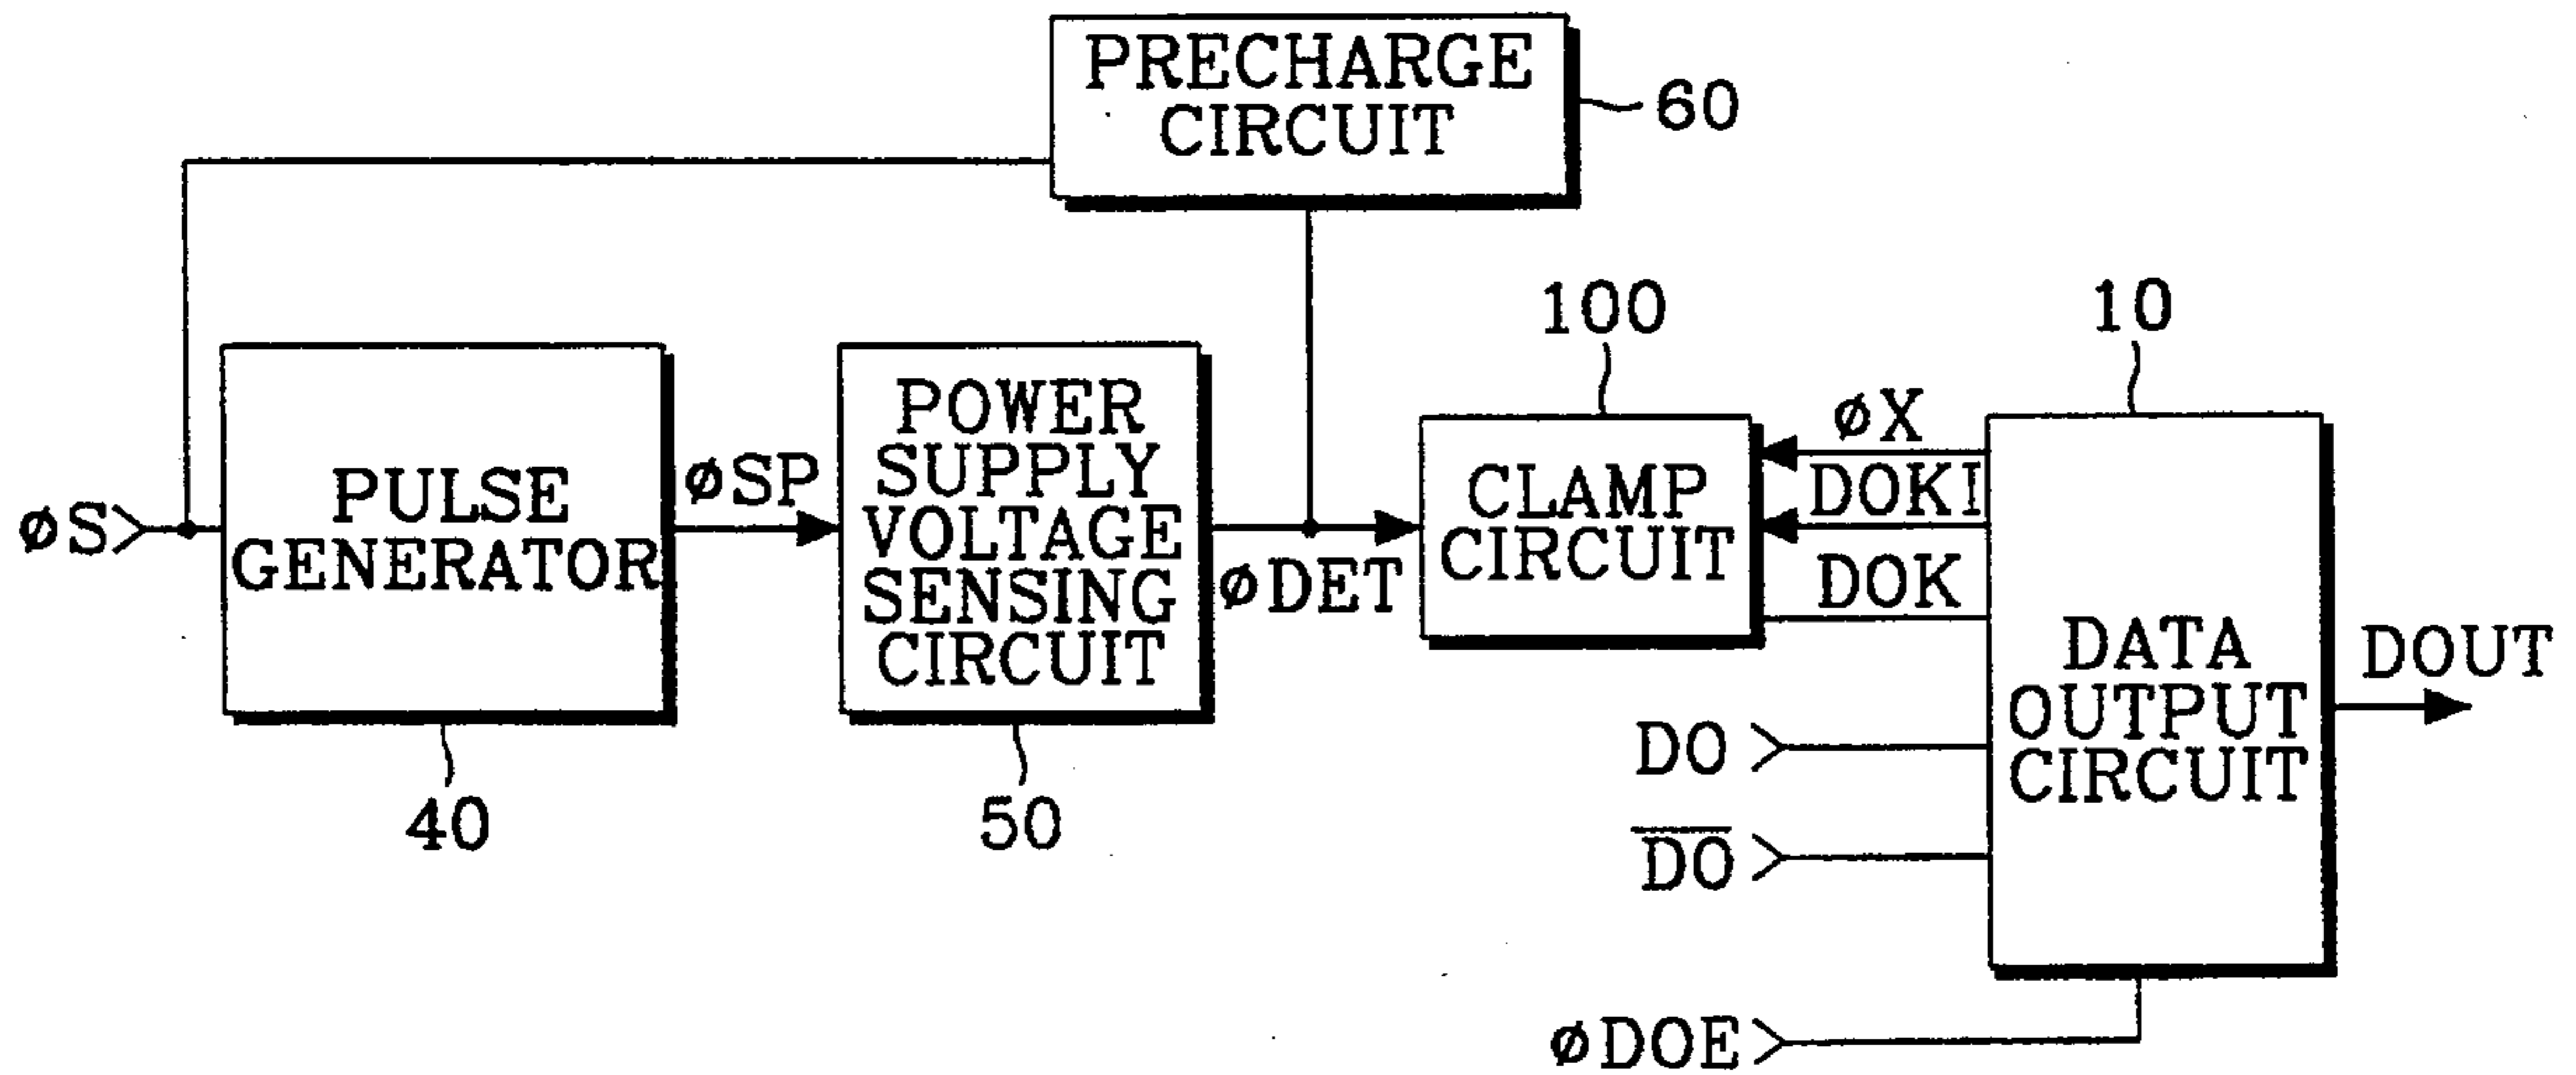 PRECHARGE
CIRCUIT
60
100
10
øX
DOKI
DOK
øS
PULSE
GENERATOR
øSP
POWER
SUPPLY
VOLTAGE
SENSING
CIRCUIT
øDET
CLAMP
CIRCUIT
DATA
OUTPUT
CIRCUIT
DOUT
DO
D̅O̅
40
50
øDOE